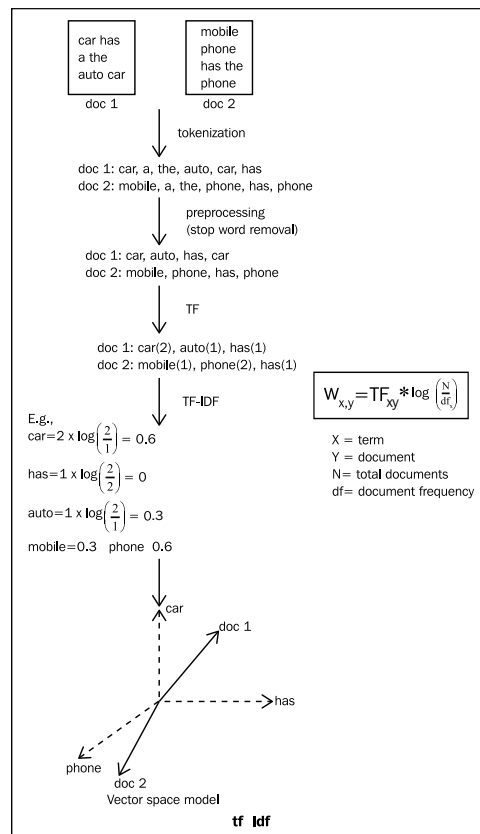 car has
a the
auto car
doc 1
mobile
phone
has the
phone
doc 2
tokenization
doc 1: car, a, the, auto, car, has
doc 2: mobile, a, the, phone, has, phone
preprocessing
(stop word removal)
doc 1: car, auto, has, car
doc 2: mobile, phone, has, phone
TF
doc 1: car(2), auto(1), has(1)
doc 2: mobile(1), phone(2), has(1)
TF-IDF
E.g.,
car=2 x log(2/1) = 0.6
has=1 x log(2/2) = 0
auto=1 x log(2/1) = 0.3
mobile=0.3 phone 0.6
W x,y = TF xy * log (N/df x)
X = term
Y = document
N= total documents
df= document frequency
car
doc 1
has
phone
doc 2
Vector space model
tf Idf